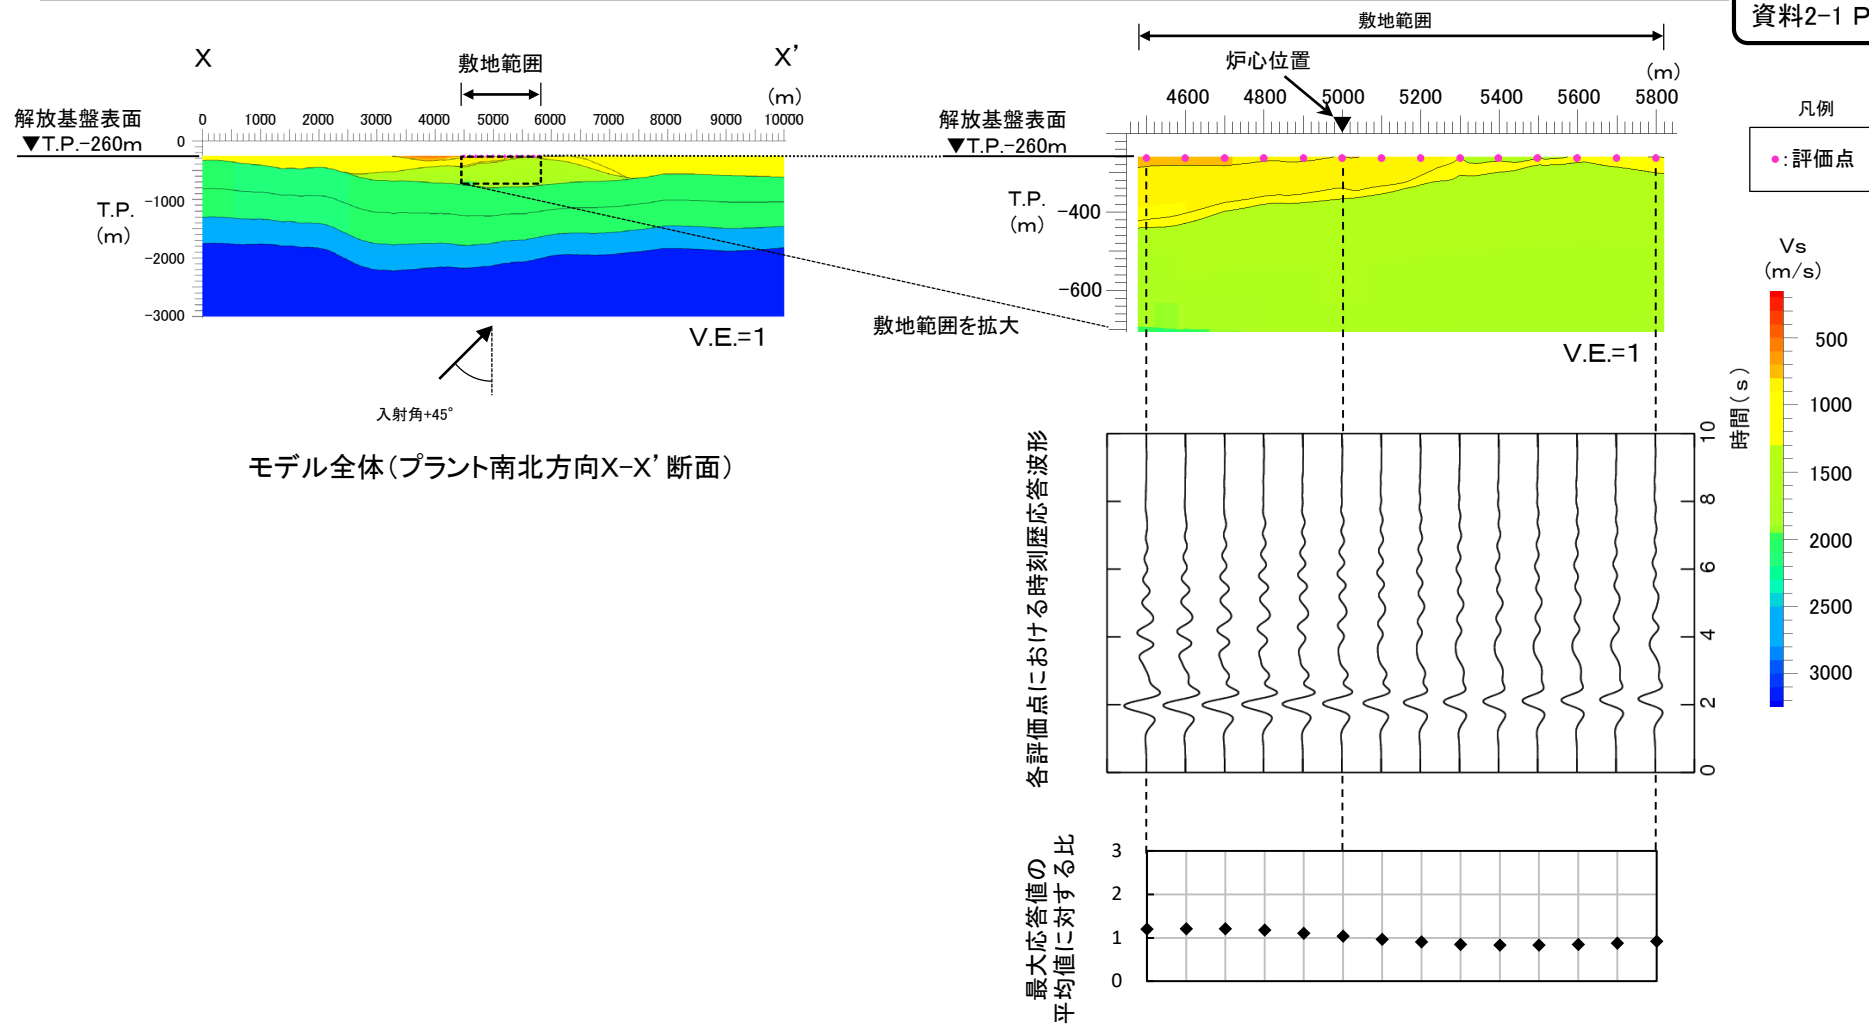 資料2-1 P
X
X’
敷地範囲
(m)
解放基盤表面
▼T.P.-260m
0 1000 2000 3000 4000 5000 6000 7000 8000 9000 10000
0
-1000
-2000
-3000
T.P.
(m)
V.E.=1
入射角+45°
モデル全体(プラント南北方向X-X’断面)
敷地範囲
炉心位置
(m)
4600 4800 5000 5200 5400 5600 5800
解放基盤表面
▼T.P.-260m
T.P.
(m)
-400
-600
敷地範囲を拡大
V.E.=1
凡例
●:評価点
Vs
(m/s)
500
1000
1500
2000
2500
3000
各評価点における時刻歴応答波形
時間(s)
10
8
6
4
2
0
最大応答値の
平均値に対する比
3
2
1
0